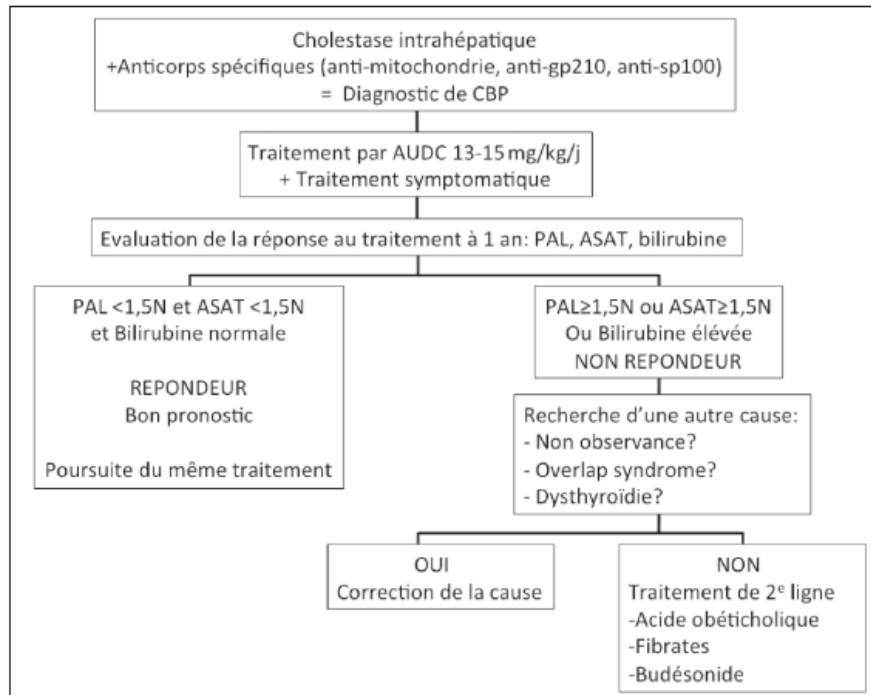 Cholestase intrahépatique
+Anticorps spécifiques (anti-mitochondrie, anti-gp210, anti-sp100)
= Diagnostic de CBP
Traitement par AUDC 13-15 mg/kg/j
+ Traitement symptomatique
Evaluation de la réponse au traitement à 1 an: PAL, ASAT, bilirubine
PAL <1,5N et ASAT <1,5N
et Bilirubine normale
REPONDEUR
Bon pronostic
Poursuite du même traitement
PAL≥1,5N ou ASAT≥1,5N
Ou Bilirubine élévée
NON REPONDEUR
Recherche d'une autre cause:
- Non observance?
- Overlap syndrome?
- Dysthyroïdie?
OUI
Correction de la cause
NON
Traitement de 2e ligne
-Acide obéticholique
-Fibrates
-Budésonide